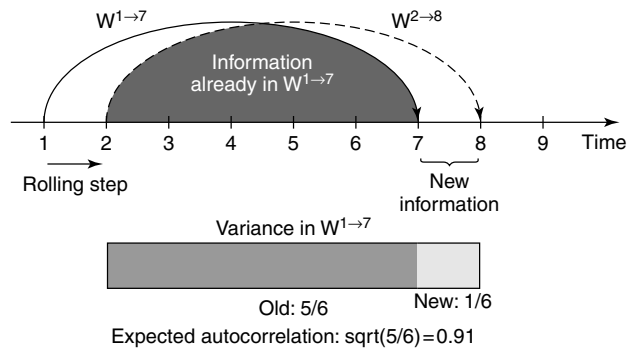 W1→7
W2→8
Information
already in W1→7
1 2 3 4 5 6 7 8 9 Time
Rolling step
New
information
Variance in W1→7
Old: 5/6
New: 1/6
Expected autocorrelation: sqrt(5/6)=0.91